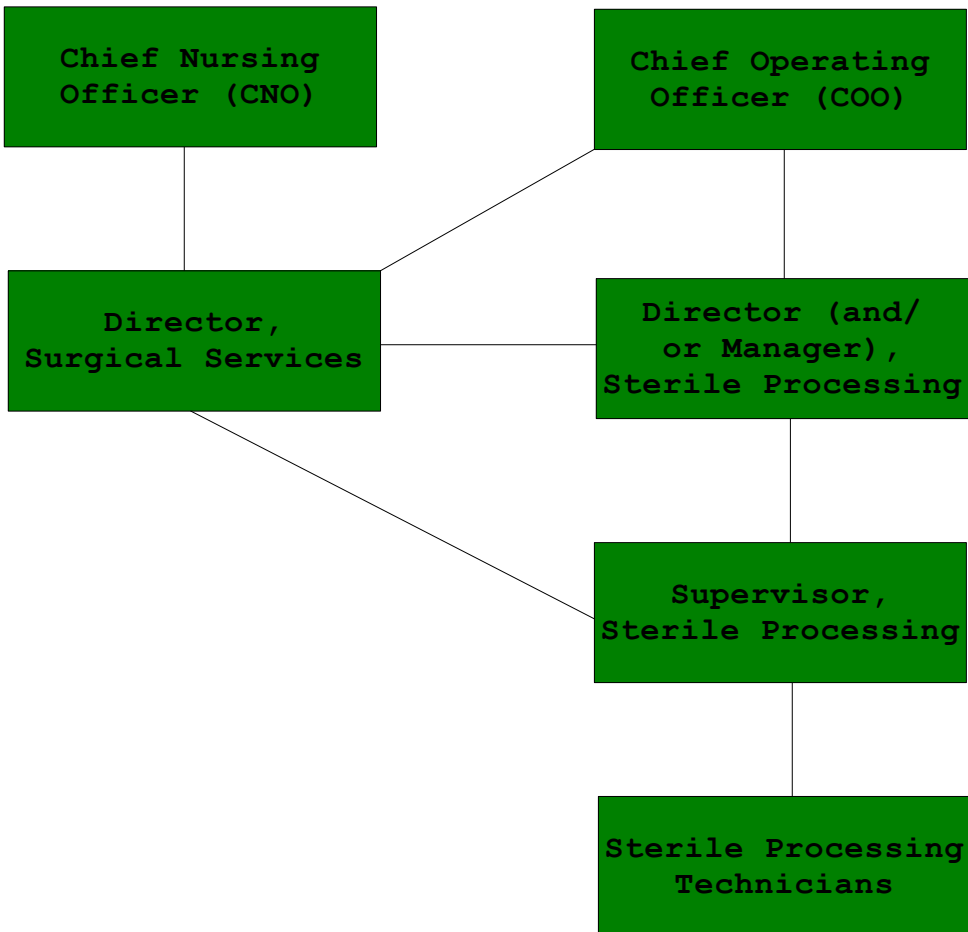 Chief Nursing
Officer (CNO)
Chief Operating
Officer (COO)
Director,
Surgical Services
Director (and/
or Manager),
Sterile Processing
Supervisor,
Sterile Processing
Sterile Processing
Technicians